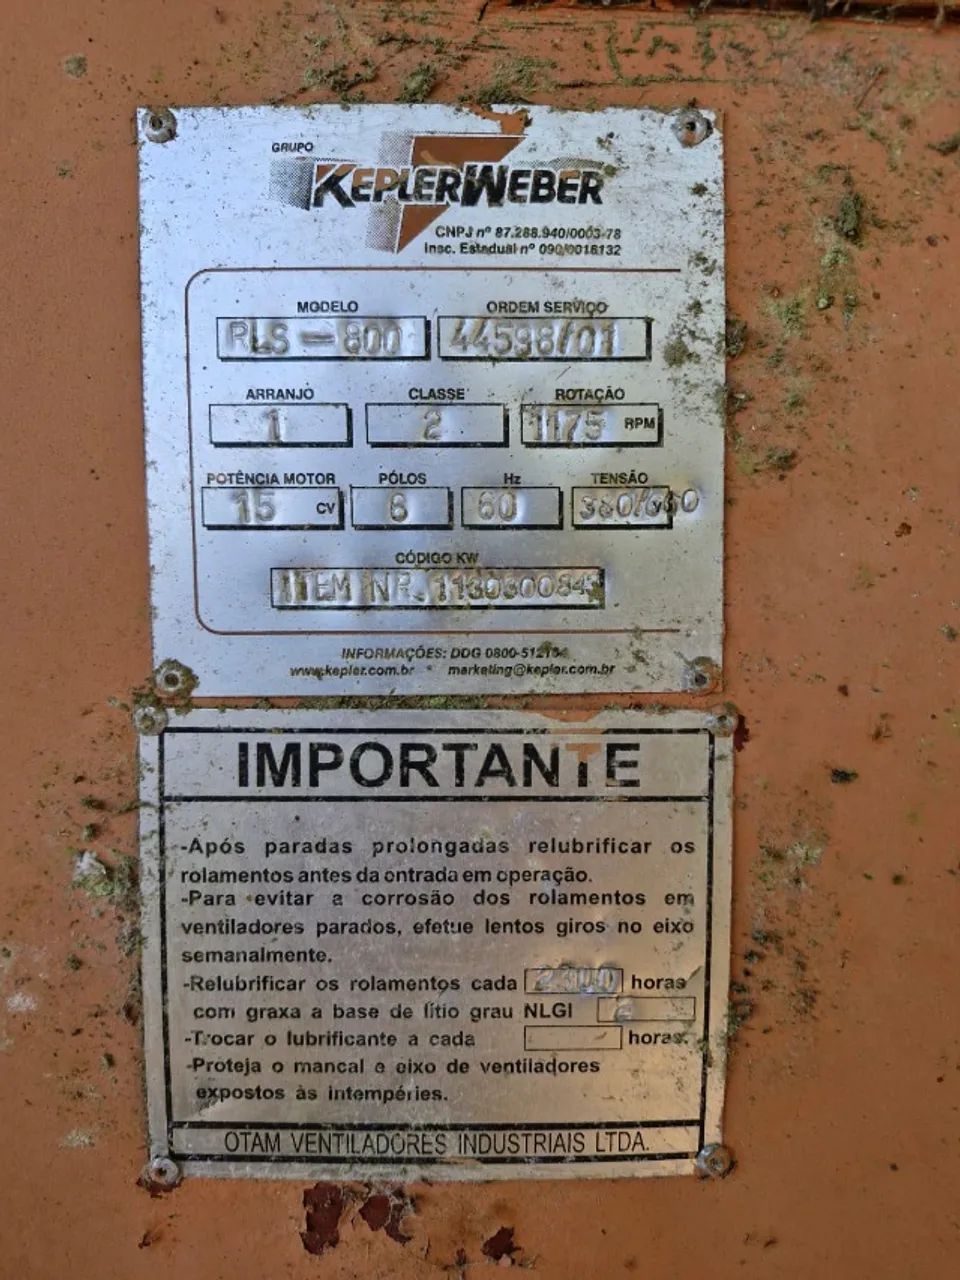 GRUPO
KEPLERWEBER
CNPJ nº 87.288.940/0003-78
Insc. Estadual nº 090/0016132
MODELO ORDEM SERVIÇO
RLS-800 44598/01
ARRANJO CLASSE ROTAÇÃO
1 2 1175 RPM
POTÊNCIA MOTOR PÓLOS Hz TENSÃO
15 CV 6 60 380/660 V
CÓDIGO KW
ITEM NR.
INFORMAÇÕES: DDG
www.kepler.com.br * marketing@kepler.com.br
IMPORTANTE
-Após paradas prolongadas relubrificar os
rolamentos antes da entrada em operação.
-Para evitar a corrosão dos rolamentos em
ventiladores parados, efetue lentos giros no eixo
semanalmente.
-Relubrificar os rolamentos cada horas
com graxa a base de lítio grau NLGI 2
-Trocar o lubrificante a cada horas.
-Proteja o mancal e eixo de ventiladores
expostos às intempéries.
OTAM VENTILADORES INDUSTRIAIS LTDA.